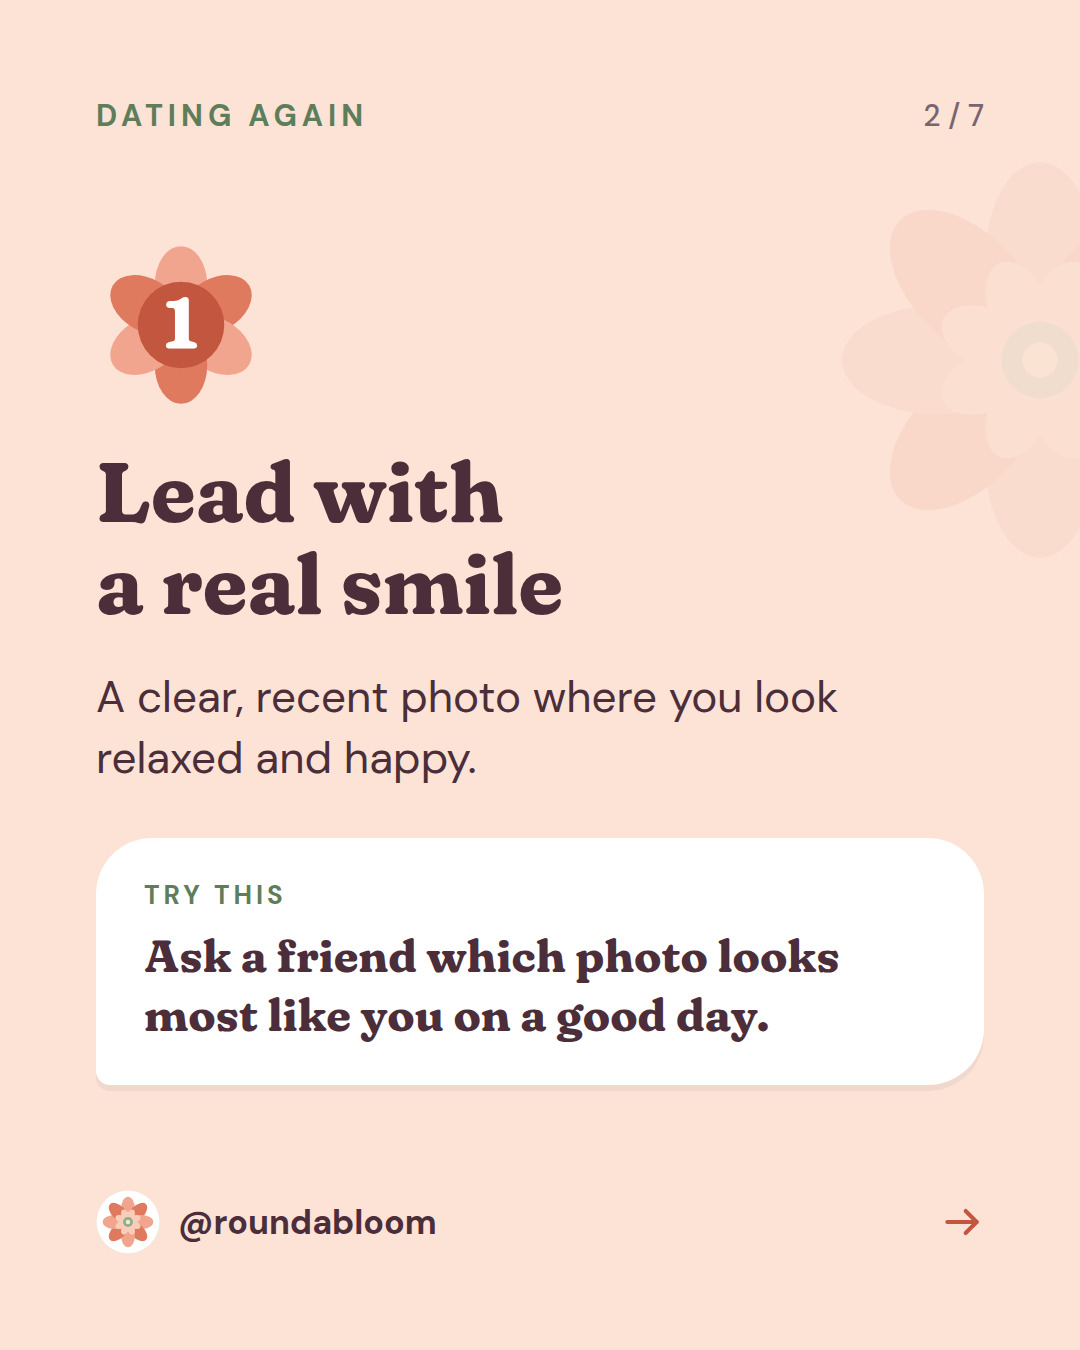 DATING AGAIN
2 / 7
1
Lead with
a real smile
A clear, recent photo where you look
relaxed and happy.
TRY THIS
Ask a friend which photo looks
most like you on a good day.
@roundabloom